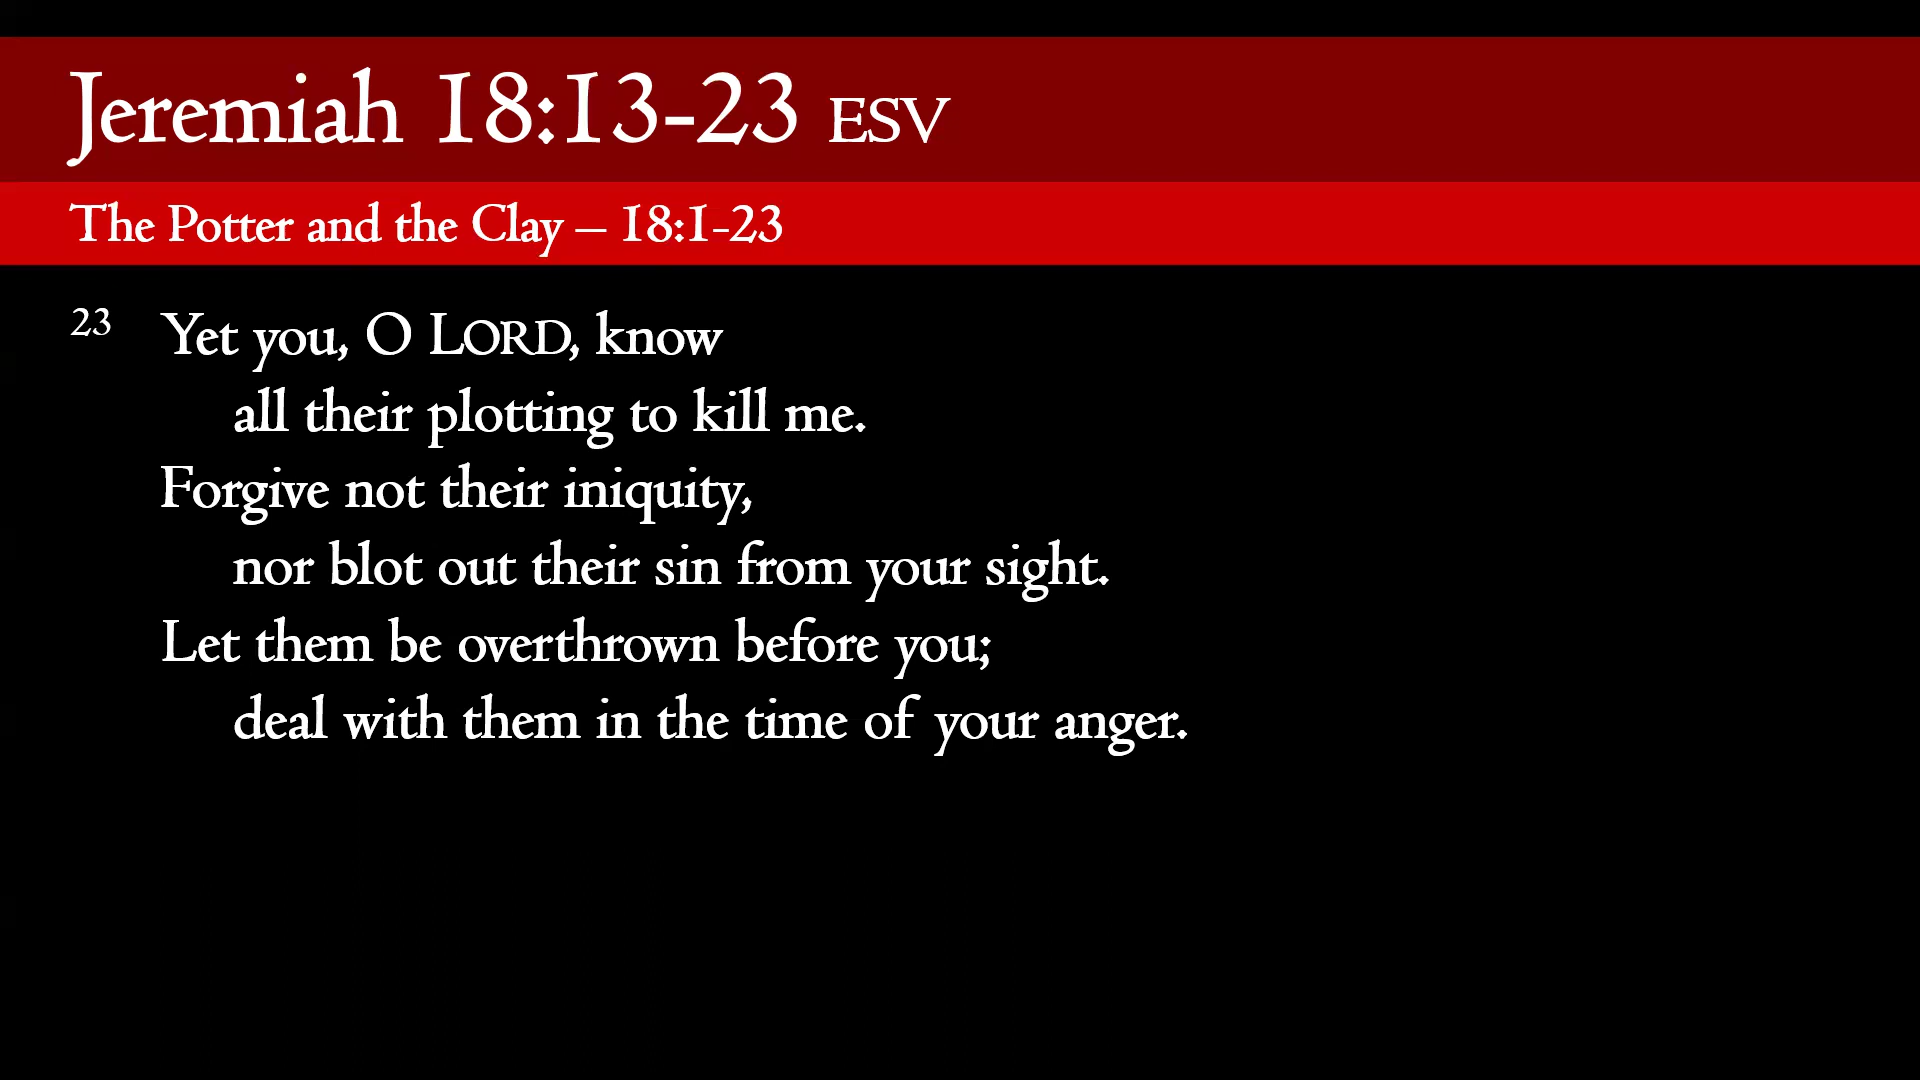 Jeremiah 18:13-23 ESV
The Potter and the Clay – 18:1-23
23 Yet you, O LORD, know
all their plotting to kill me.
Forgive not their iniquity,
nor blot out their sin from your sight.
Let them be overthrown before you;
deal with them in the time of your anger.